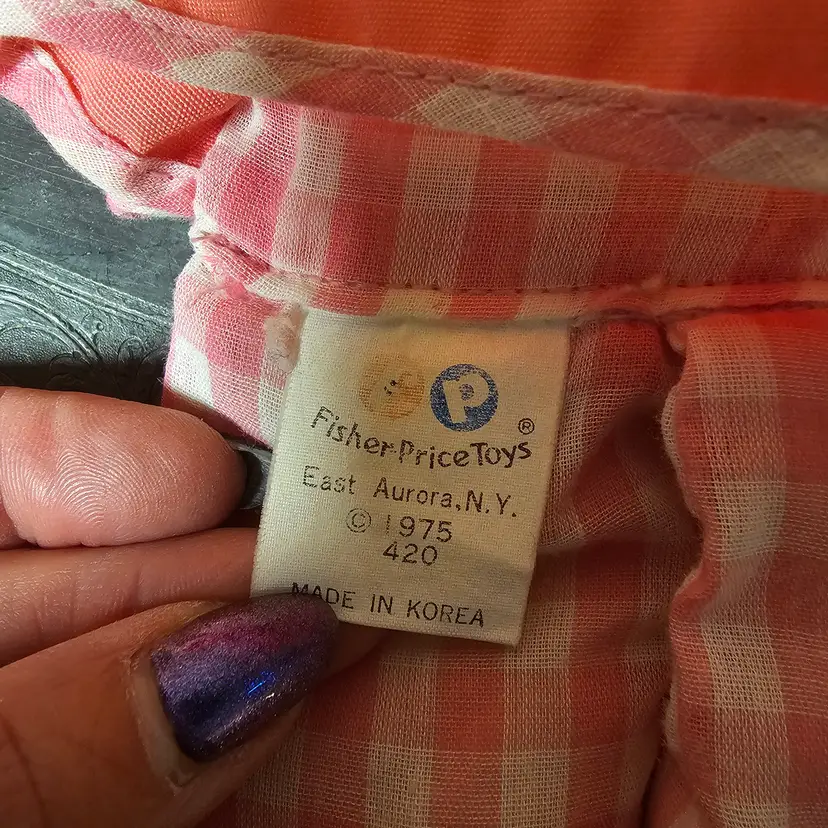 P
Fisher-Price Toys®
East Aurora, N.Y.
© 1975
420
MADE IN KOREA